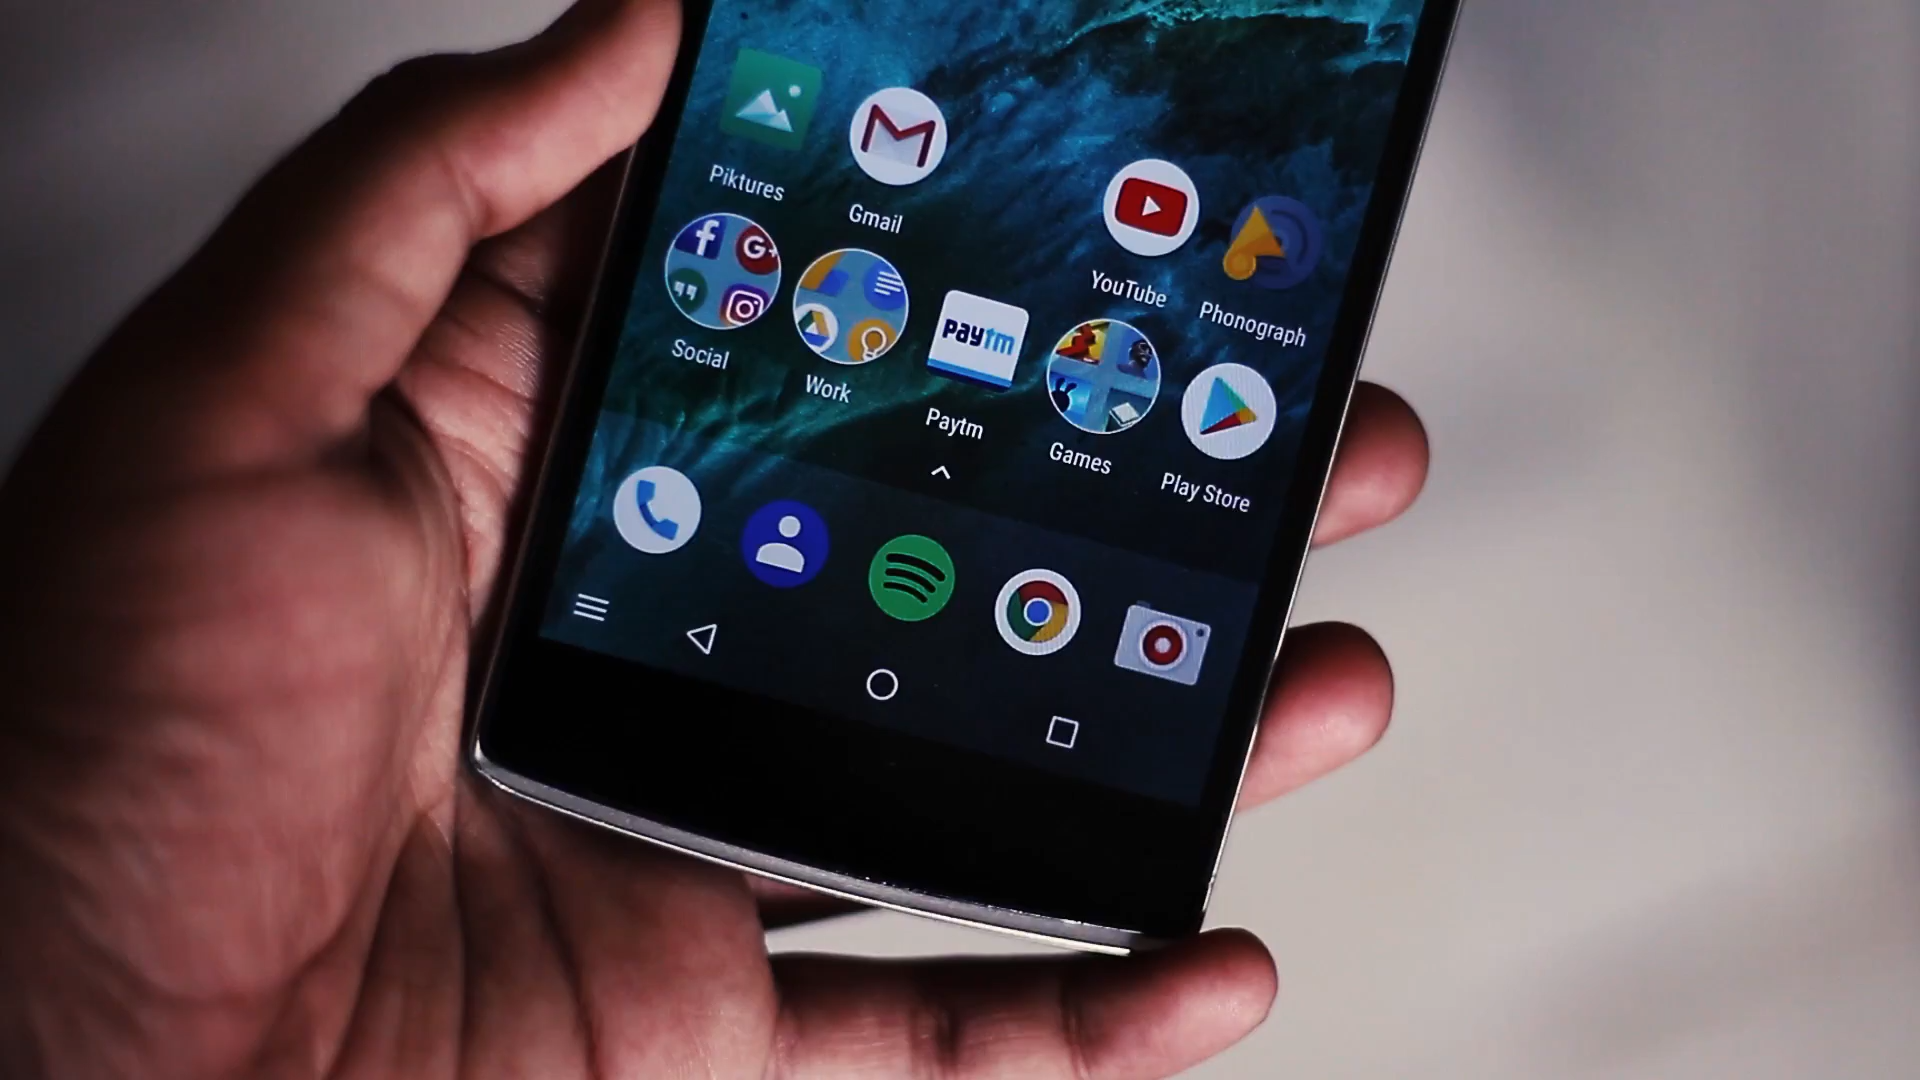 Piktures
Gmail
YouTube
Phonograph
f
G+
Social
Work
paytm
Paytm
Games
Play Store